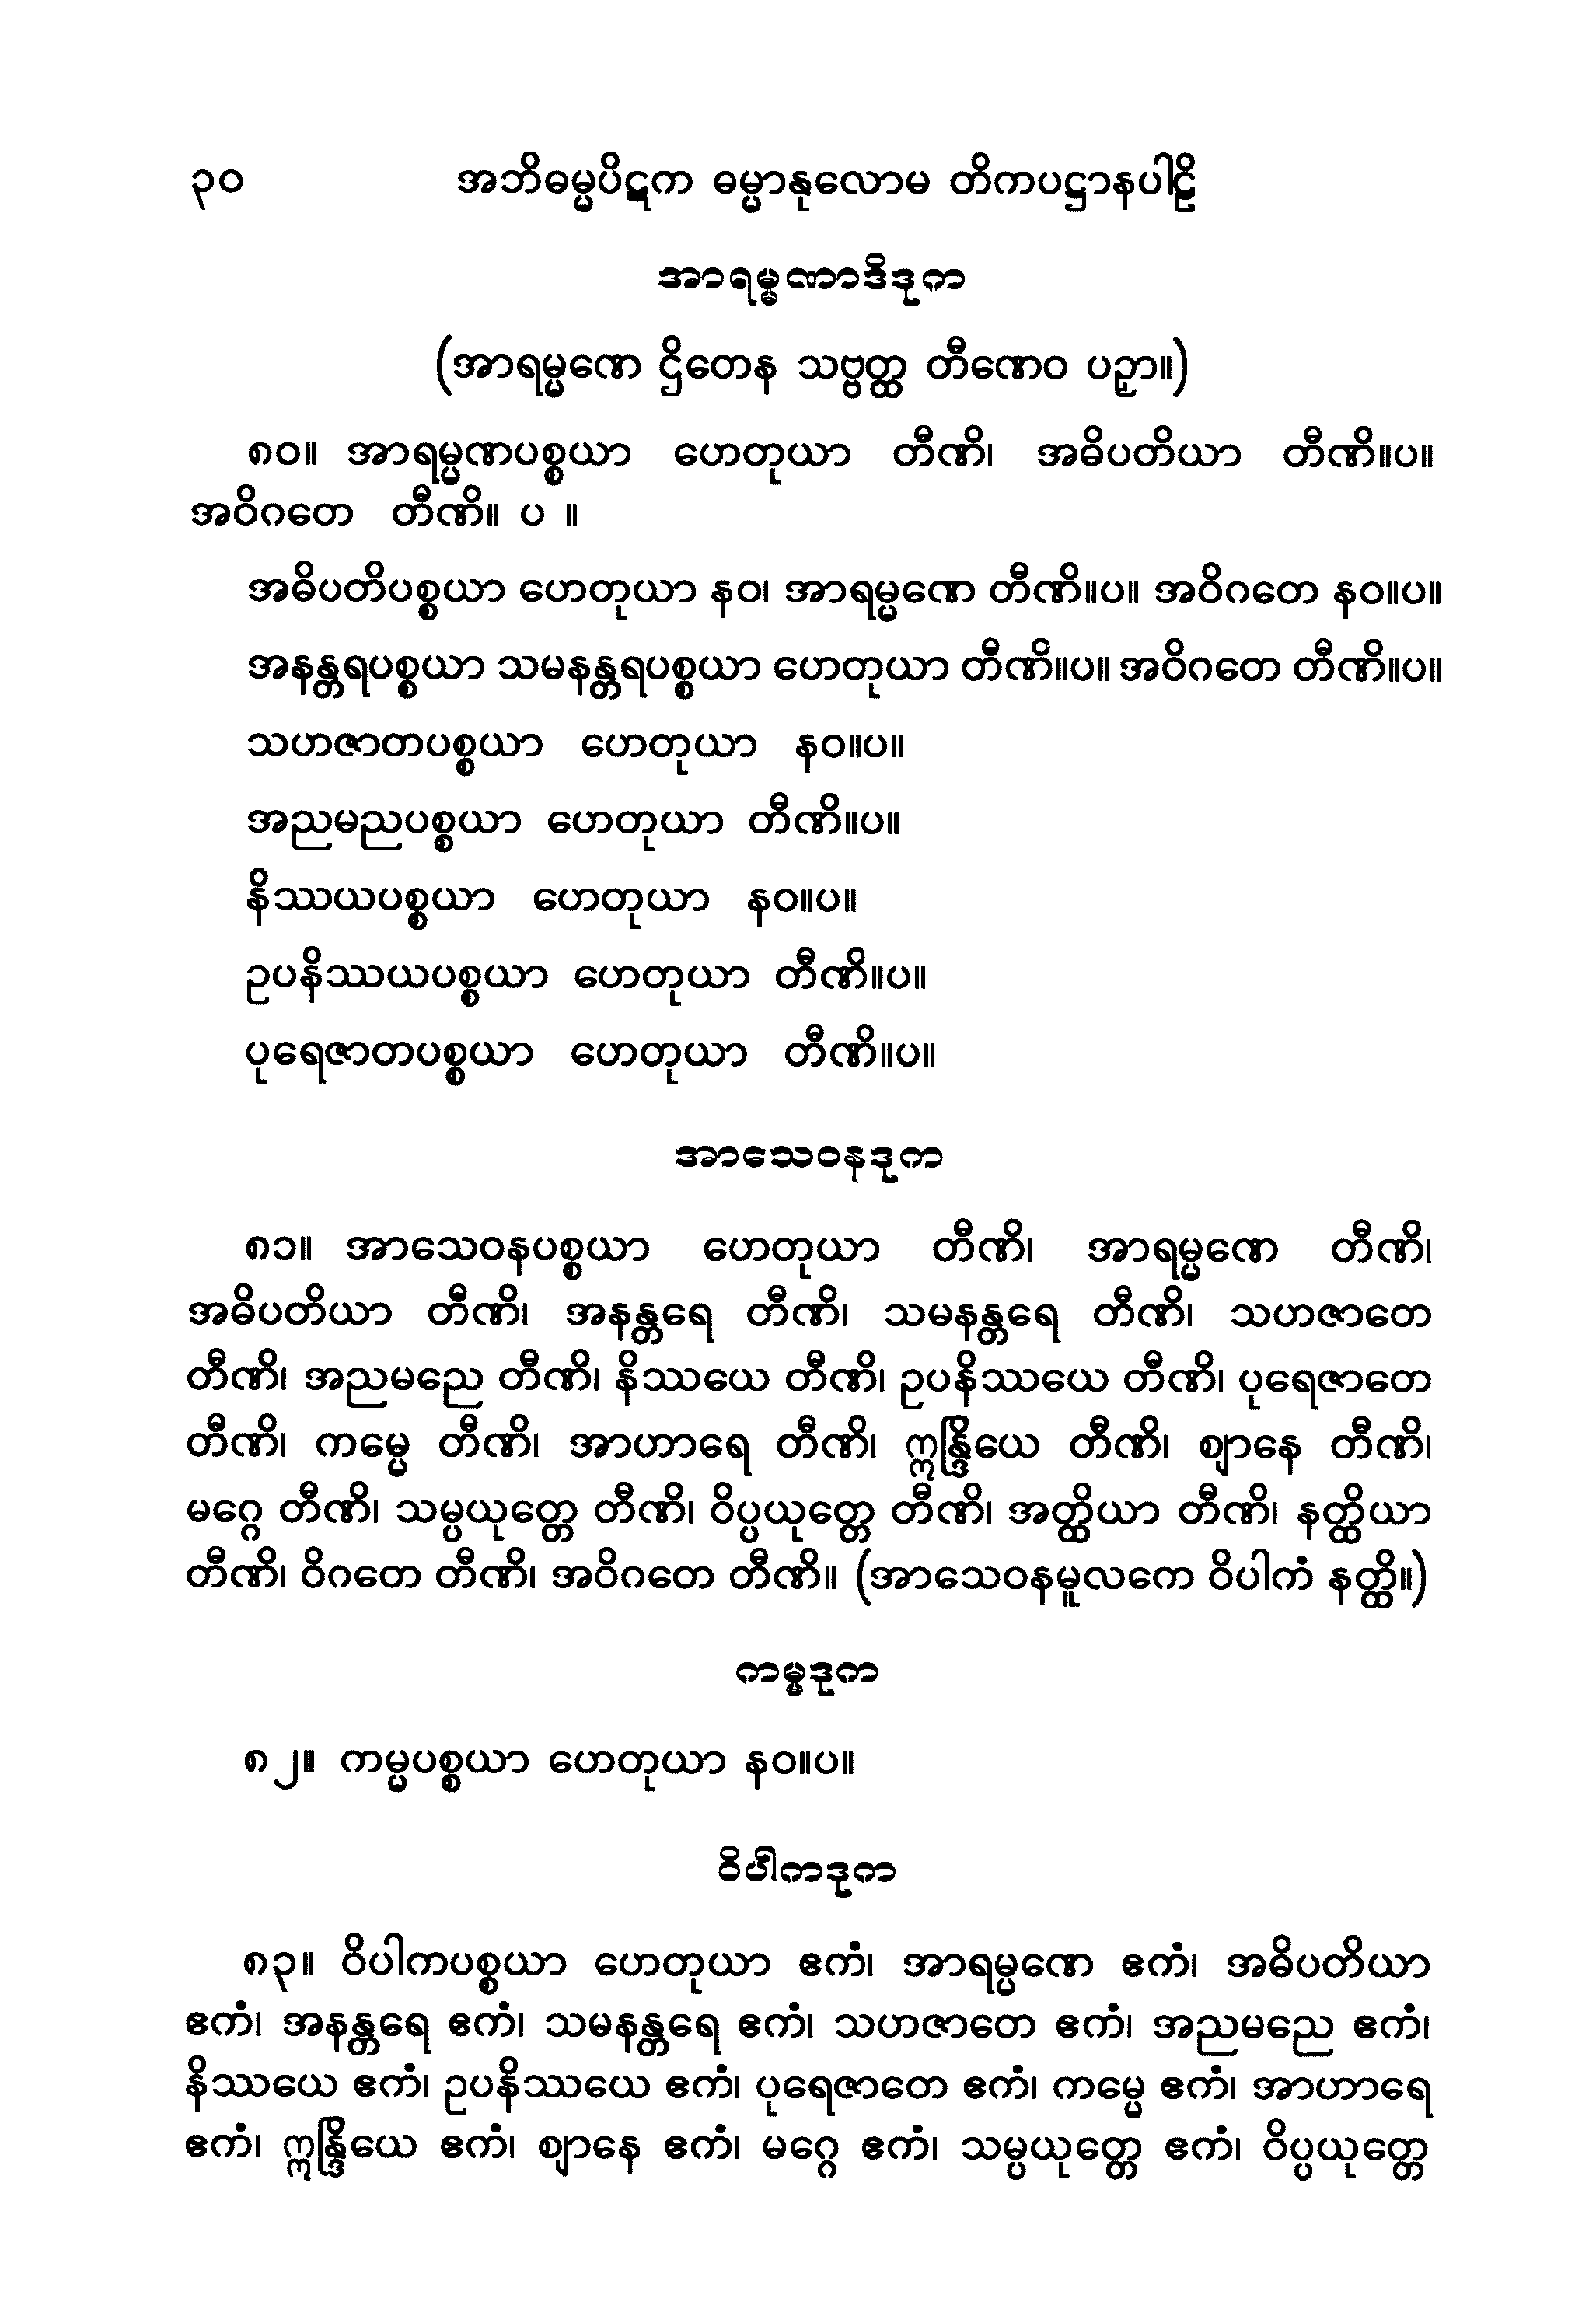 ၃၀ အဘိဓမ္မပိဋက ဓမ္မာနုလောမ တိကပဋ္ဌာနပါဠိ
အာရမ္မဏာဒိဒုက
(အာရမ္မဏေ ဌိတေန သဗ္ဗတ္ထ တီဏေဝ ပဉှာ။)
၈၀။ အာရမ္မဏပစ္စယာ ဟေတုယာ တီဏိ၊ အဓိပတိယာ တီဏိ။ပ။
အဝိဂတေ တီဏိ။ ပ ။
အဓိပတိပစ္စယာ ဟေတုယာ နဝ၊ အာရမ္မဏေ တီဏိ။ပ။ အဝိဂတေ နဝ။ပ။
အနန္တရပစ္စယာ သမနန္တရပစ္စယာ ဟေတုယာ တီဏိ။ပ။ အဝိဂတေ တီဏိ။ပ။
သဟဇာတပစ္စယာ ဟေတုယာ နဝ။ပ။
အညမညပစ္စယာ ဟေတုယာ တီဏိ။ပ။
နိဿယပစ္စယာ ဟေတုယာ နဝ။ပ။
ဥပနိဿယပစ္စယာ ဟေတုယာ တီဏိ။ပ။
ပုရေဇာတပစ္စယာ ဟေတုယာ တီဏိ။ပ။
အာသေဝနဒုက
၈၁။ အာသေဝနပစ္စယာ ဟေတုယာ တီဏိ၊ အာရမ္မဏေ တီဏိ၊
အဓိပတိယာ တီဏိ၊ အနန္တရေ တီဏိ၊ သမနန္တရေ တီဏိ၊ သဟဇာတေ
တီဏိ၊ အညမညေ တီဏိ၊ နိဿယေ တီဏိ၊ ဥပနိဿယေ တီဏိ၊ ပုရေဇာတေ
တီဏိ၊ ကမ္မေ တီဏိ၊ အာဟာရေ တီဏိ၊ ဣန္ဒြိယေ တီဏိ၊ ဈာနေ တီဏိ၊
မဂ္ဂေ တီဏိ၊ သမ္ပယုတ္တေ တီဏိ၊ ဝိပ္ပယုတ္တေ တီဏိ၊ အတ္ထိယာ တီဏိ၊ နတ္ထိယာ
တီဏိ၊ ဝိဂတေ တီဏိ၊ အဝိဂတေ တီဏိ။ (အာသေဝနမူလကေ ဝိပါကံ နတ္ထိ။)
ကမ္မဒုက
၈၂။ ကမ္မပစ္စယာ ဟေတုယာ နဝ။ပ။
ဝိပါကဒုက
၈၃။ ဝိပါကပစ္စယာ ဟေတုယာ ဧကံ၊ အာရမ္မဏေ ဧကံ၊ အဓိပတိယာ
ဧကံ၊ အနန္တရေ ဧကံ၊ သမနန္တရေ ဧကံ၊ သဟဇာတေ ဧကံ၊ အညမညေ ဧကံ၊
နိဿယေ ဧကံ၊ ဥပနိဿယေ ဧကံ၊ ပုရေဇာတေ ဧကံ၊ ကမ္မေ ဧကံ၊ အာဟာရေ
ဧကံ၊ ဣန္ဒြိယေ ဧကံ၊ ဈာနေ ဧကံ၊ မဂ္ဂေ ဧကံ၊ သမ္ပယုတ္တေ ဧကံ၊ ဝိပ္ပယုတ္တေ